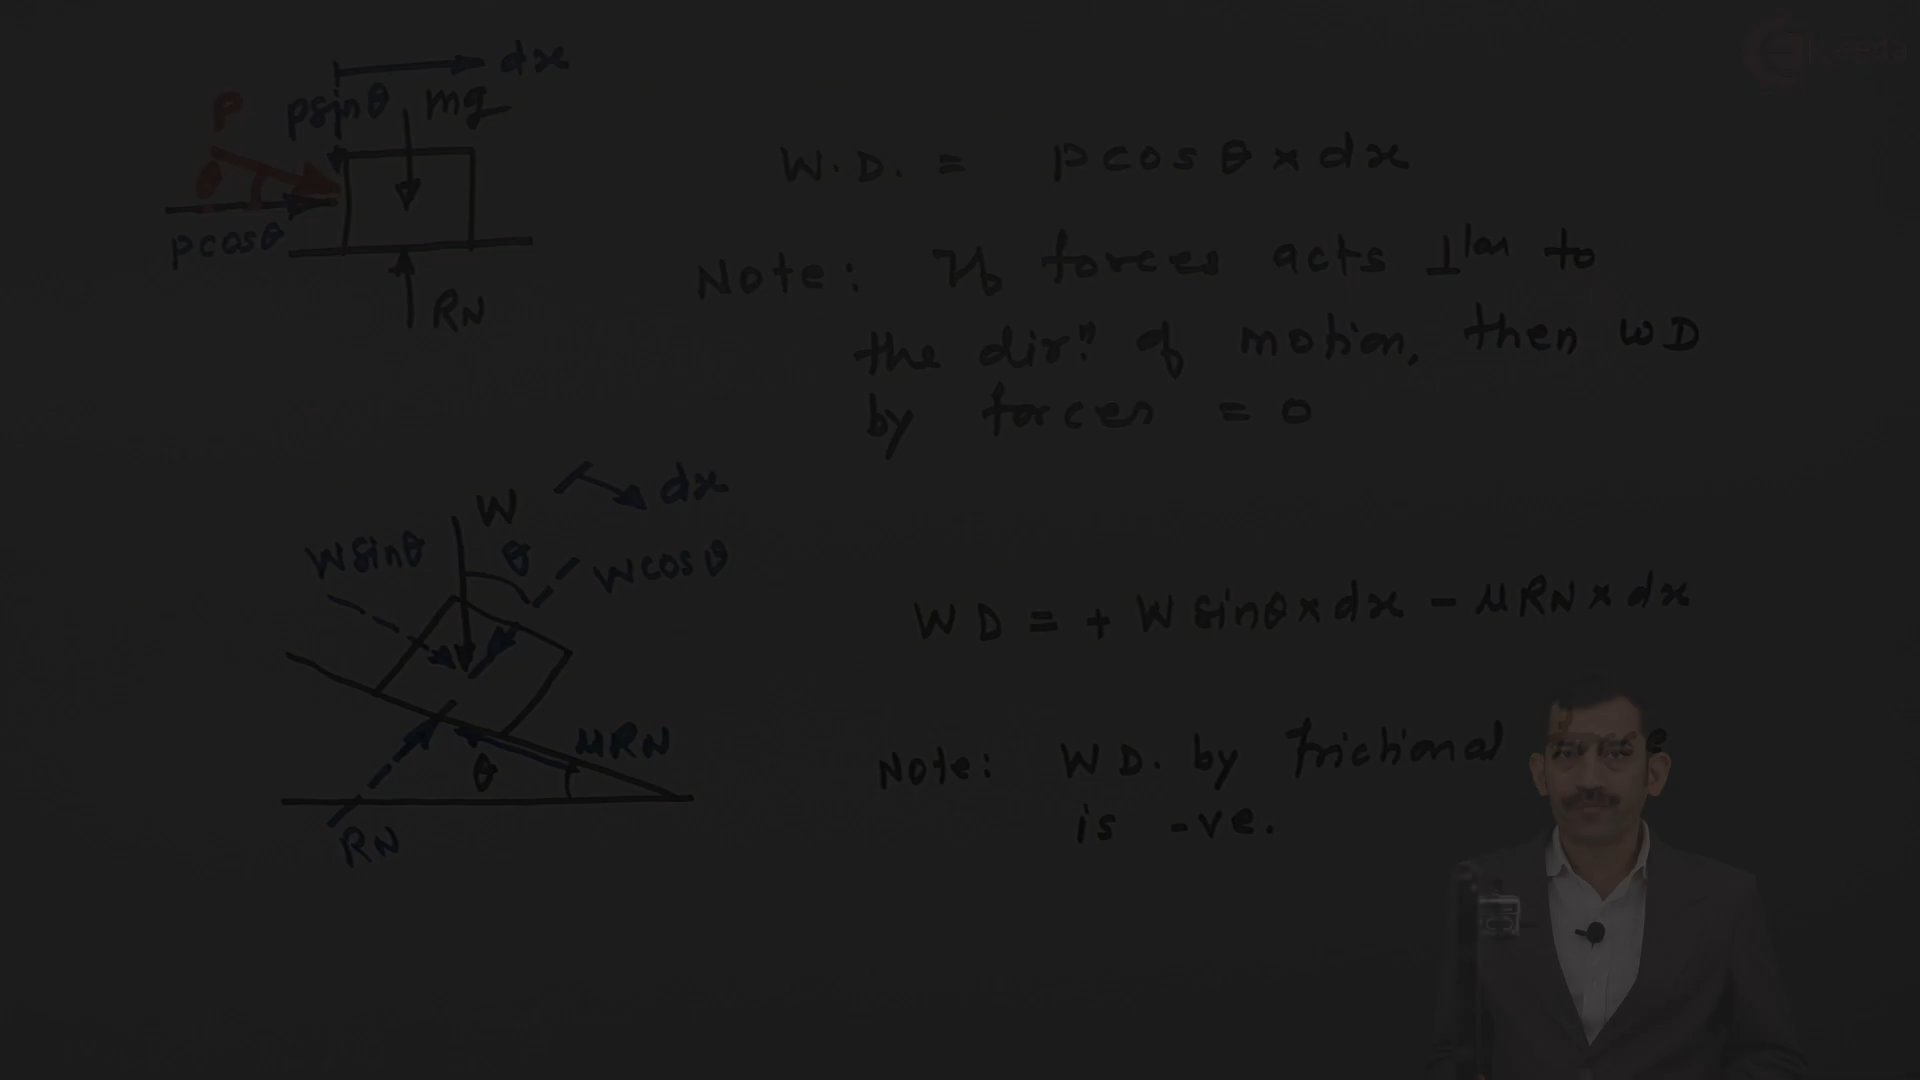 dx
P
psinθ
mg
θ
pcosθ
RN
W.D. = pcosθ x dx
Note: If forces acts ⊥lar to
the dirⁿ of motion, then WD
by forces = 0
W
dx
Wsinθ
θ
Wcosθ
μRN
θ
RN
WD = + W sinθ x dx - μRN x dx
Note: WD. by frictional
is -ve.